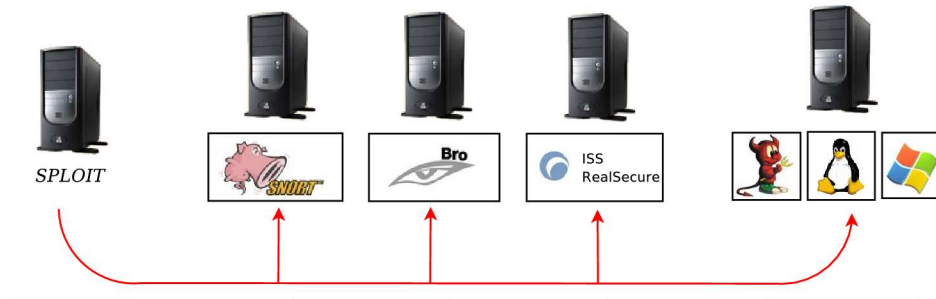 SPLOIT
SNORT
Bro
ISS
RealSecure